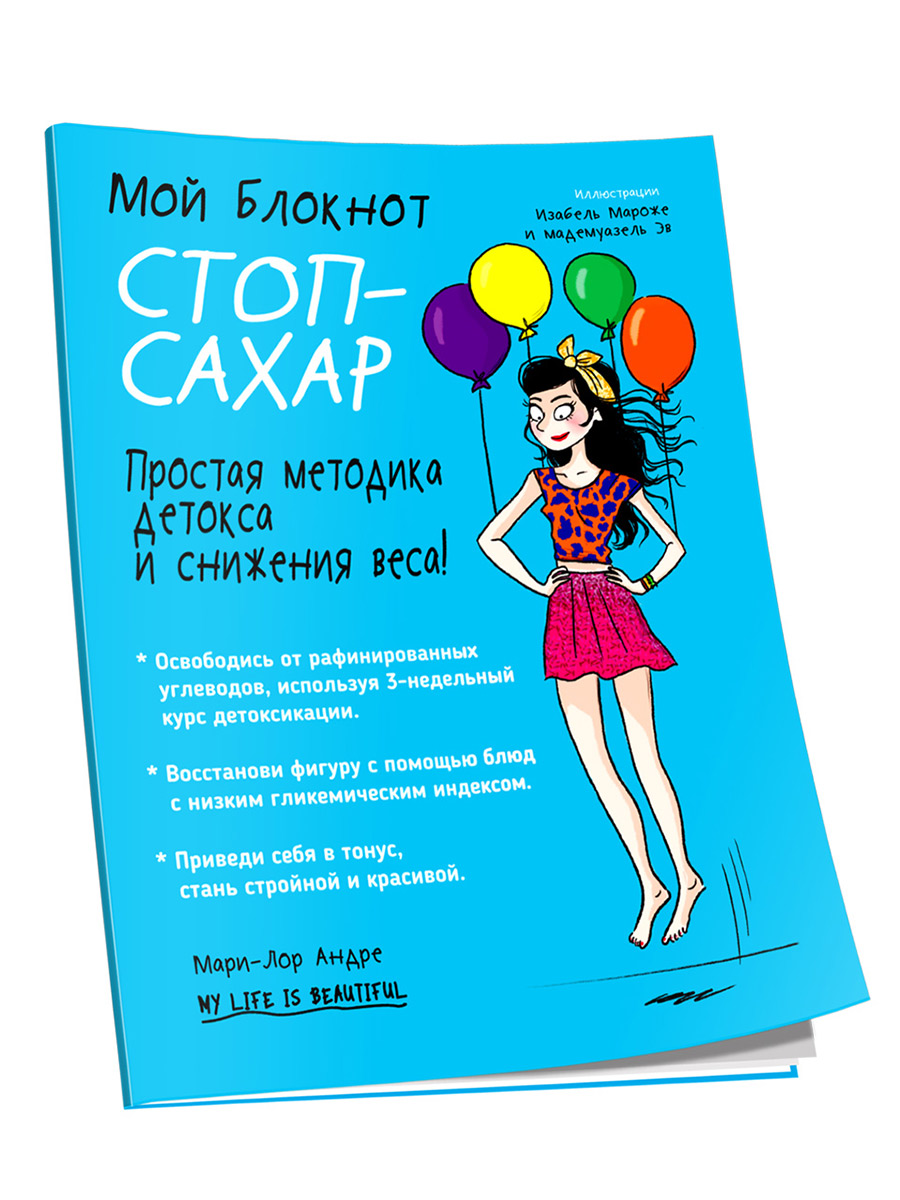 Мой Блокнот
Иллюстрации
Изабель Мароже
и мадемуазель Эв
СТОП-
САХАР
Простая методика
детокса
и снижения веса!
* Освободись от рафинированных
углеводов, используя 3-недельный
курс детоксикации.
* Восстанови фигуру с помощью блюд
с низким гликемическим индексом.
* Приведи себя в тонус,
стань стройной и красивой.
Мари-Лор Андре
MY LIFE IS BEAUTIFUL